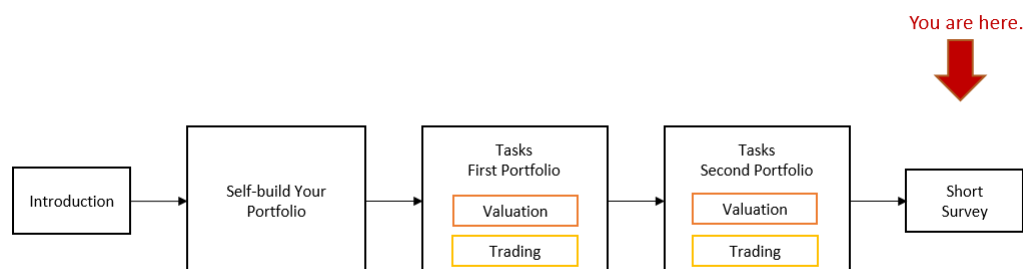 You are here.
Introduction
Self-build Your
Portfolio
Tasks
First Portfolio
Valuation
Trading
Tasks
Second Portfolio
Valuation
Trading
Short
Survey